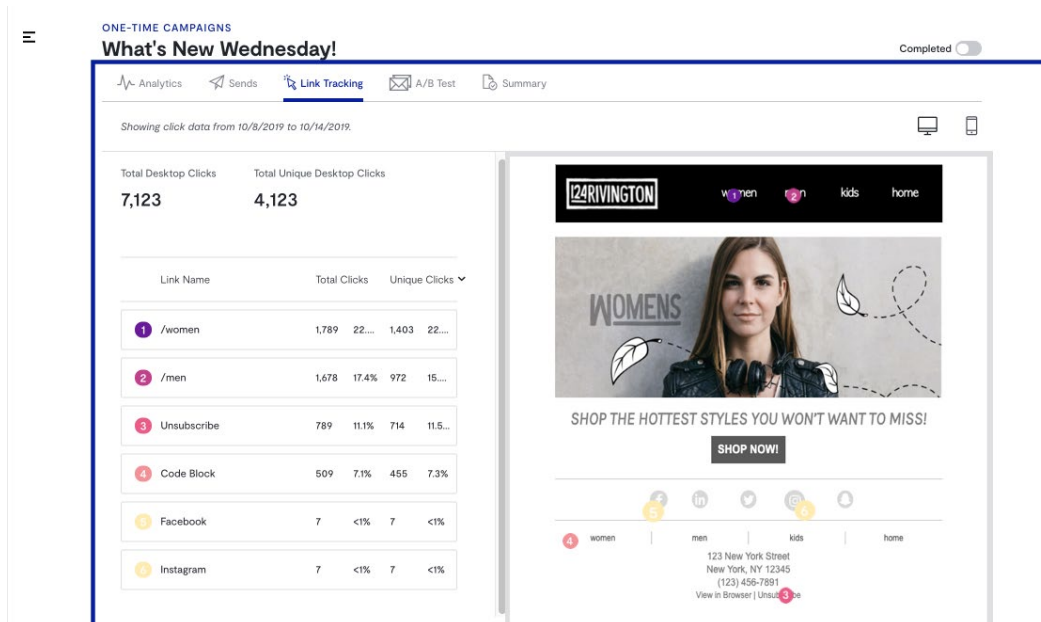 ONE-TIME CAMPAIGNS
What's New Wednesday!
Completed
Analytics Sends Link Tracking A/B Test Summary
Showing click data from 10/8/2019 to 10/14/2019.
Total Desktop Clicks Total Unique Desktop Clicks
7,123 4,123
Link Name Total Clicks Unique Clicks
1 /women 1,789 22.... 1,403 22....
2 /men 1,678 17.4% 972 15....
3 Unsubscribe 789 11.1% 714 11.5...
4 Code Block 509 7.1% 455 7.3%
5 Facebook 7 <1% 7 <1%
6 Instagram 7 <1% 7 <1%
124RIVINGTON
1 2 kids home
WOMENS
SHOP THE HOTTEST STYLES YOU WON'T WANT TO MISS!
SHOP NOW!
5 6
4 women men kids home
123 New York Street
New York, NY 12345
(123) 456-7891
View in Browser | Unsubscribe
3